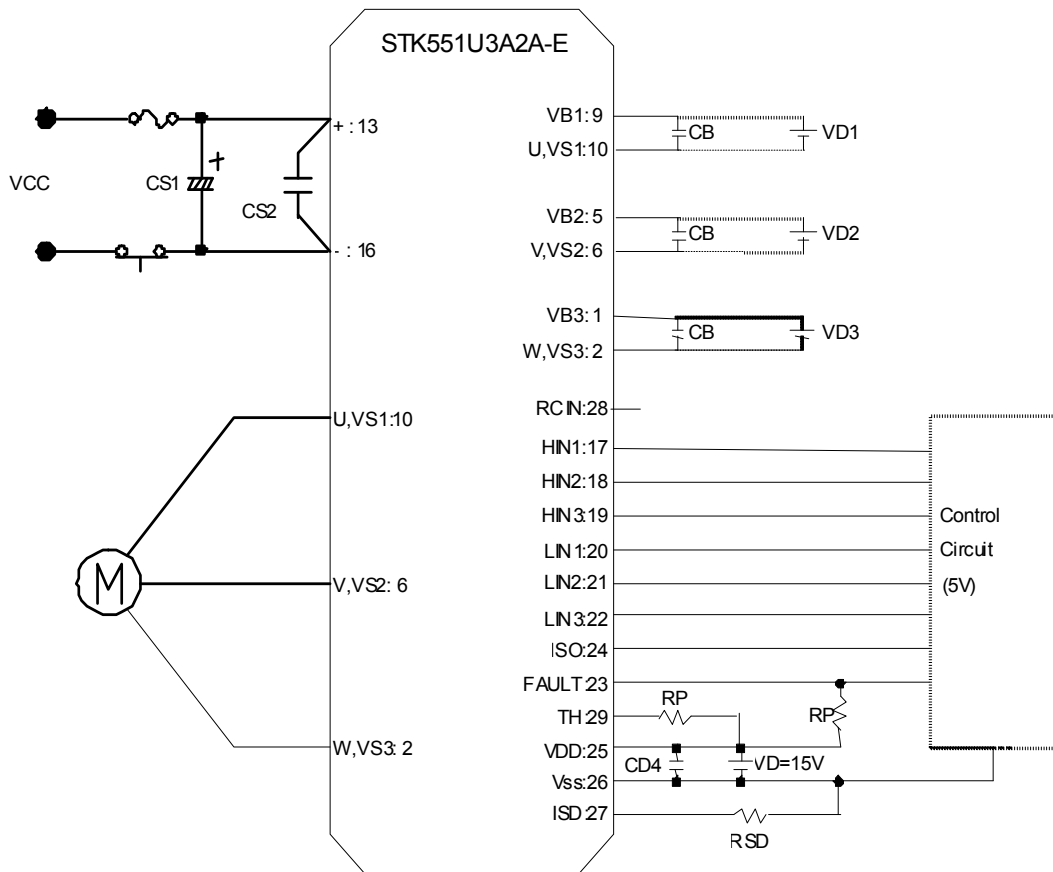 STK551U3A2A-E
+ : 13
VCC
CS1
+
CS2
- : 16
U,VS1:10
M
V,VS2: 6
W,VS3: 2
VB1: 9
U,VS1:10
CB
VD1
VB2: 5
V,VS2: 6
CB
VD2
VB3: 1
W,VS3: 2
CB
VD3
RCIN:28
HIN1:17
HIN2:18
HIN3:19
LIN1:20
LIN2:21
LIN3:22
ISO:24
FAULT:23
TH:29
VDD:25
Vss:26
ISD:27
Control
Circuit
(5V)
RP
RP
CD4
VD=15V
RSD